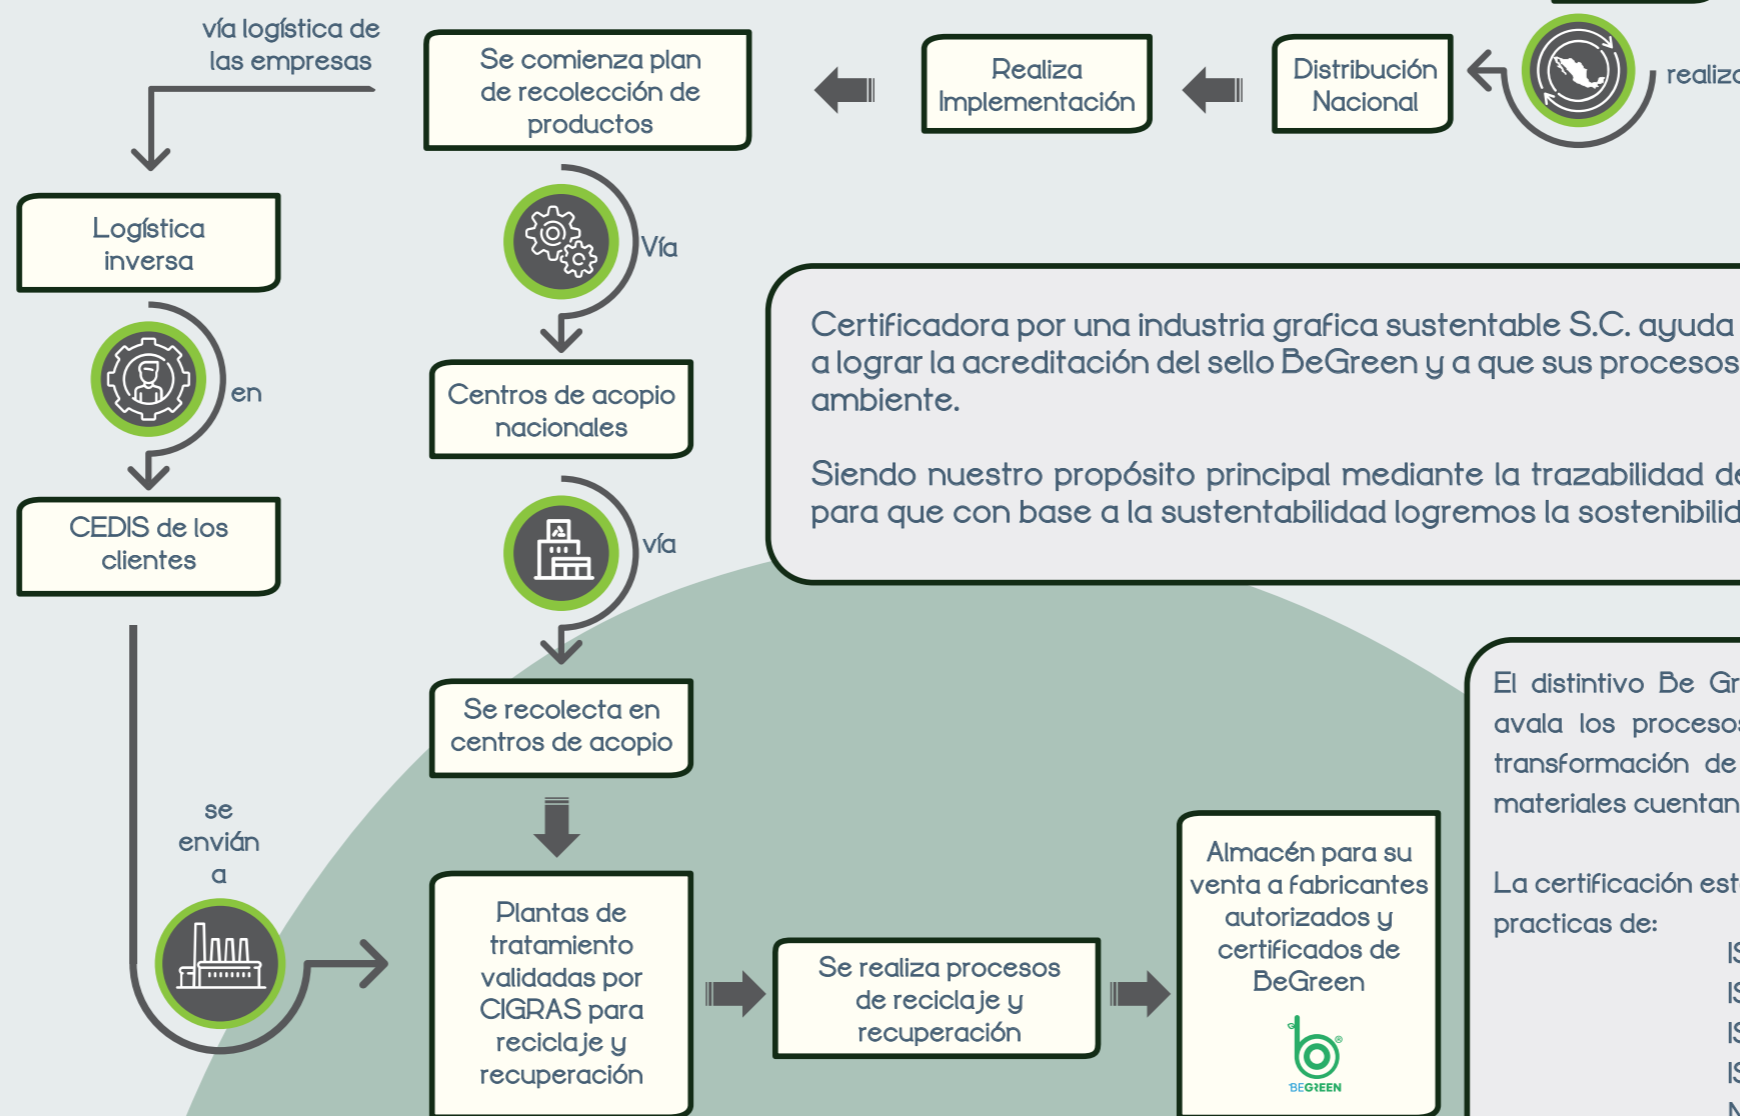 vía logística de
las empresas
Se comienza plan
de recolección de
productos
Realiza
Implementación
Distribución
Nacional
Logística
inversa
Vía
en
Centros de acopio
nacionales
CEDIS de los
clientes
vía
Se recolecta en
centros de acopio
se
envián
a
Plantas de
tratamiento
validadas por
CIGRAS para
reciclaje y
recuperación
Se realiza procesos
de reciclaje y
recuperación
Almacén para su
venta a fabricantes
autorizados y
certificados de
BeGreen
BEGREEN
Certificadora por una industria grafica sustentable S.C. ayuda
a lograr la acreditación del sello BeGreen y a que sus procesos
ambiente.
Siendo nuestro propósito principal mediante la trazabilidad
para que con base a la sustentabilidad logremos la
El distintivo Be
avala los
transformación de
materiales cuentan
La certificación
practicas de: